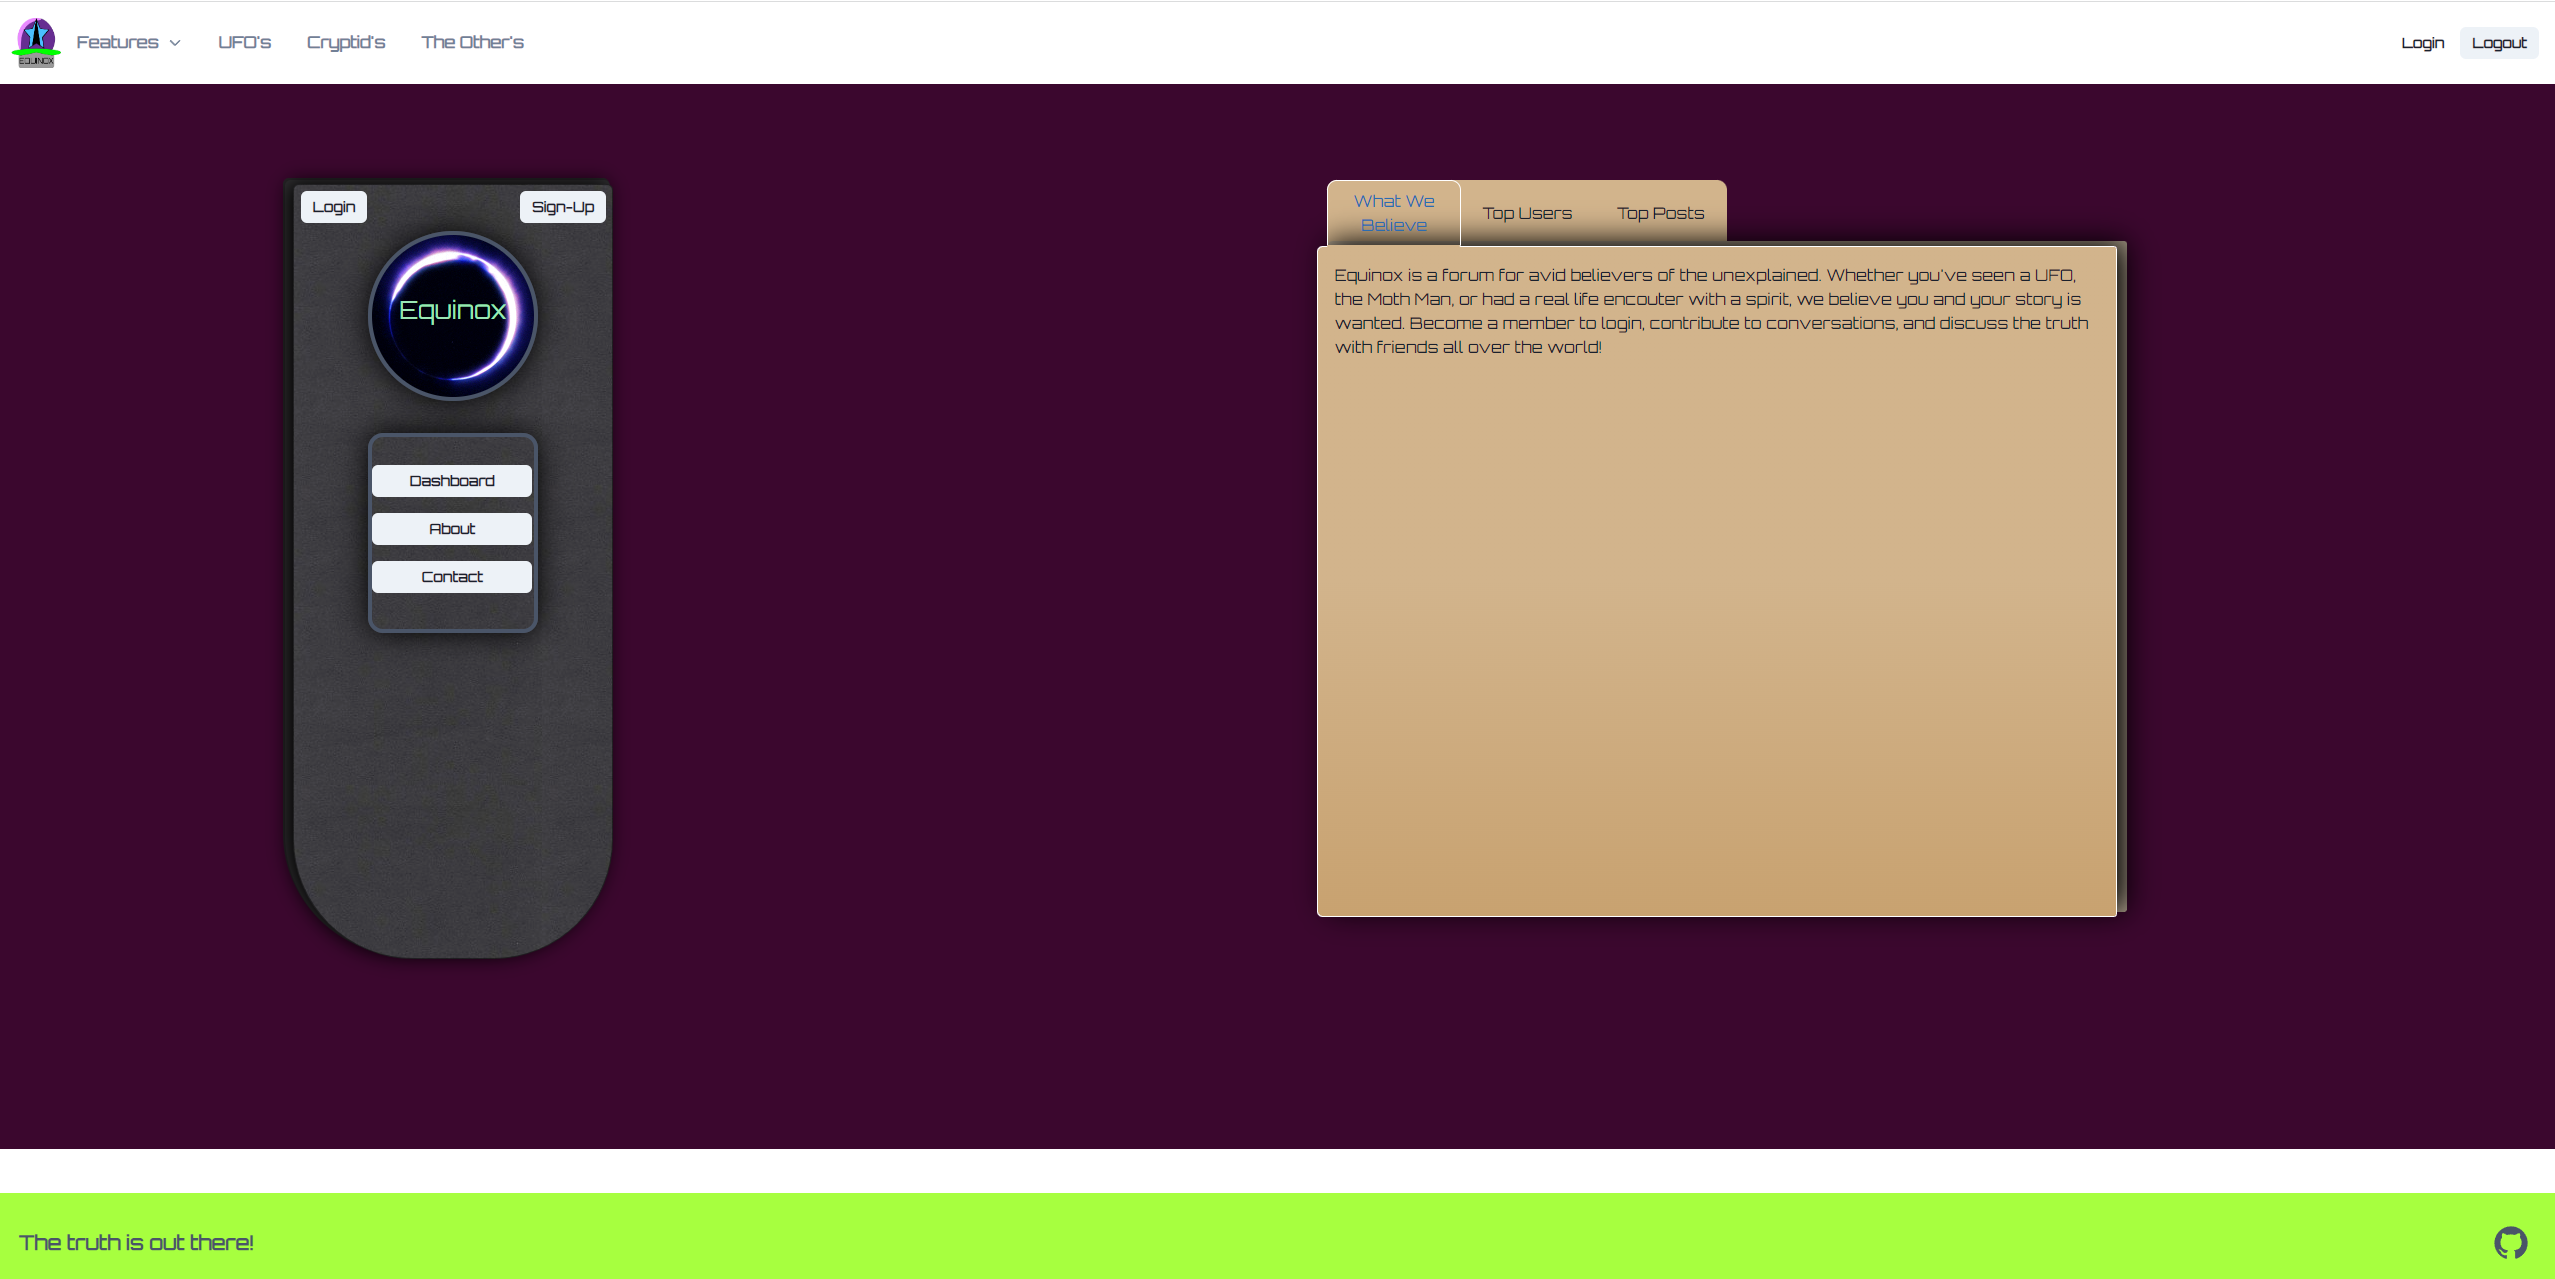 EQUINOX
Features
UFO's
Cryptid's
The Other's
Login
Logout
Login
Sign-Up
Equinox
Dashboard
About
Contact
What We
Believe
Top Users
Top Posts
Equinox is a forum for avid believers of the unexplained. Whether you've seen a UFO,
the Moth Man, or had a real life encouter with a spirit, we believe you and your story is
wanted. Become a member to login, contribute to conversations, and discuss the truth
with friends all over the world!
The truth is out there!